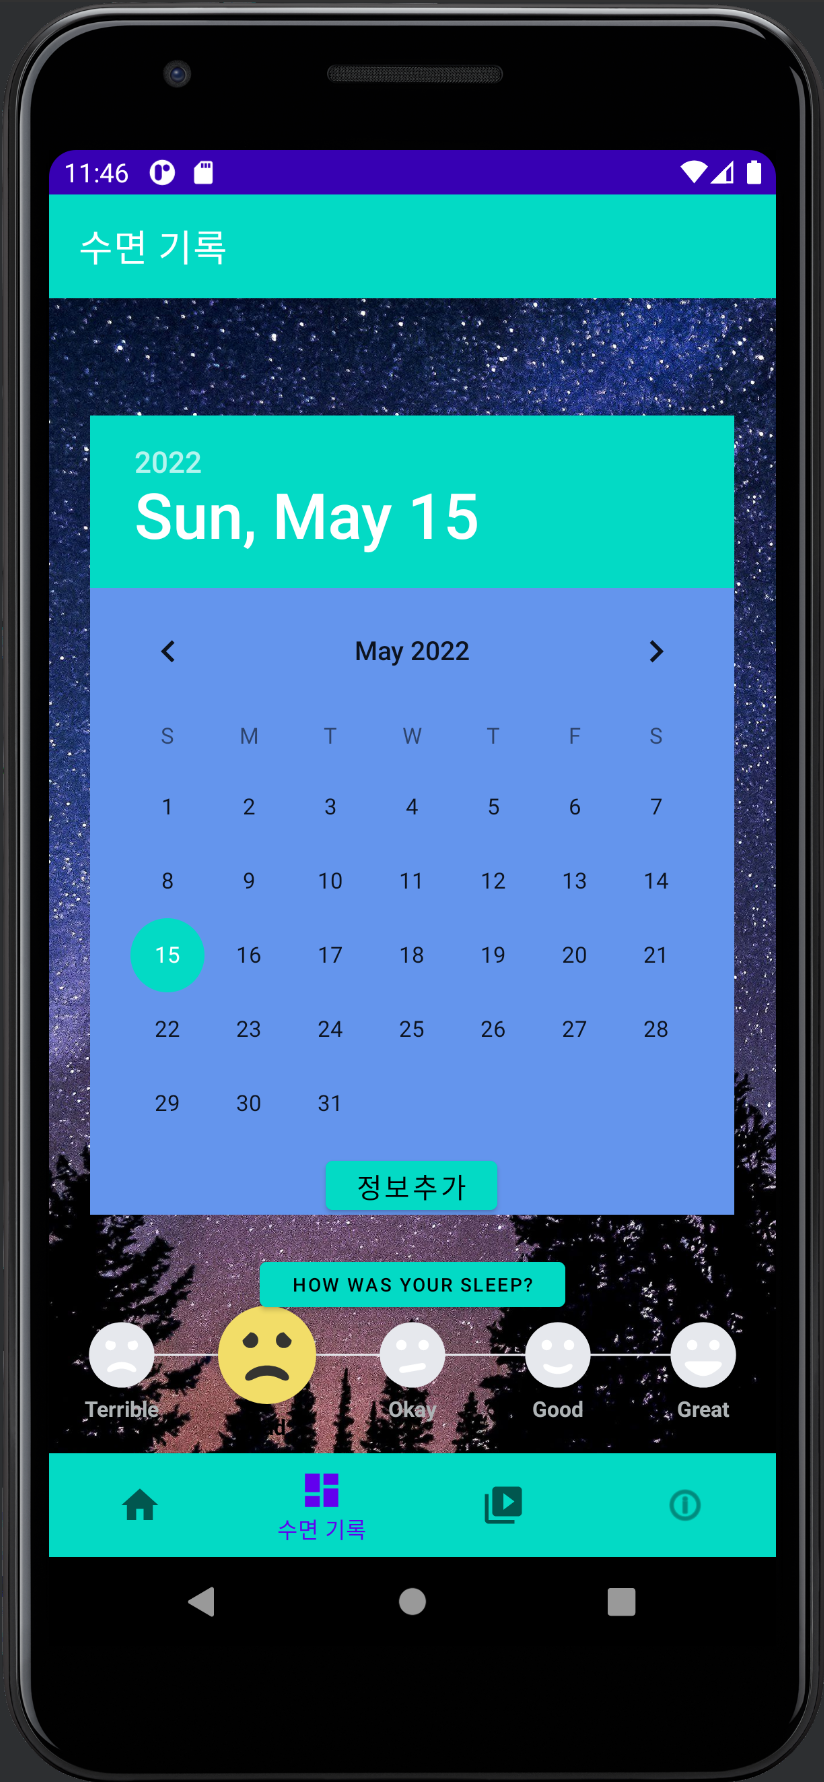 11:46
수면 기록
2022
Sun, May 15
May 2022
S M T W T F S
1 2 3 4 5 6 7
8 9 10 11 12 13 14
15 16 17 18 19 20 21
22 23 24 25 26 27 28
29 30 31
정보추가
HOW WAS YOUR SLEEP?
Terrible Okay Good Great
수면 기록